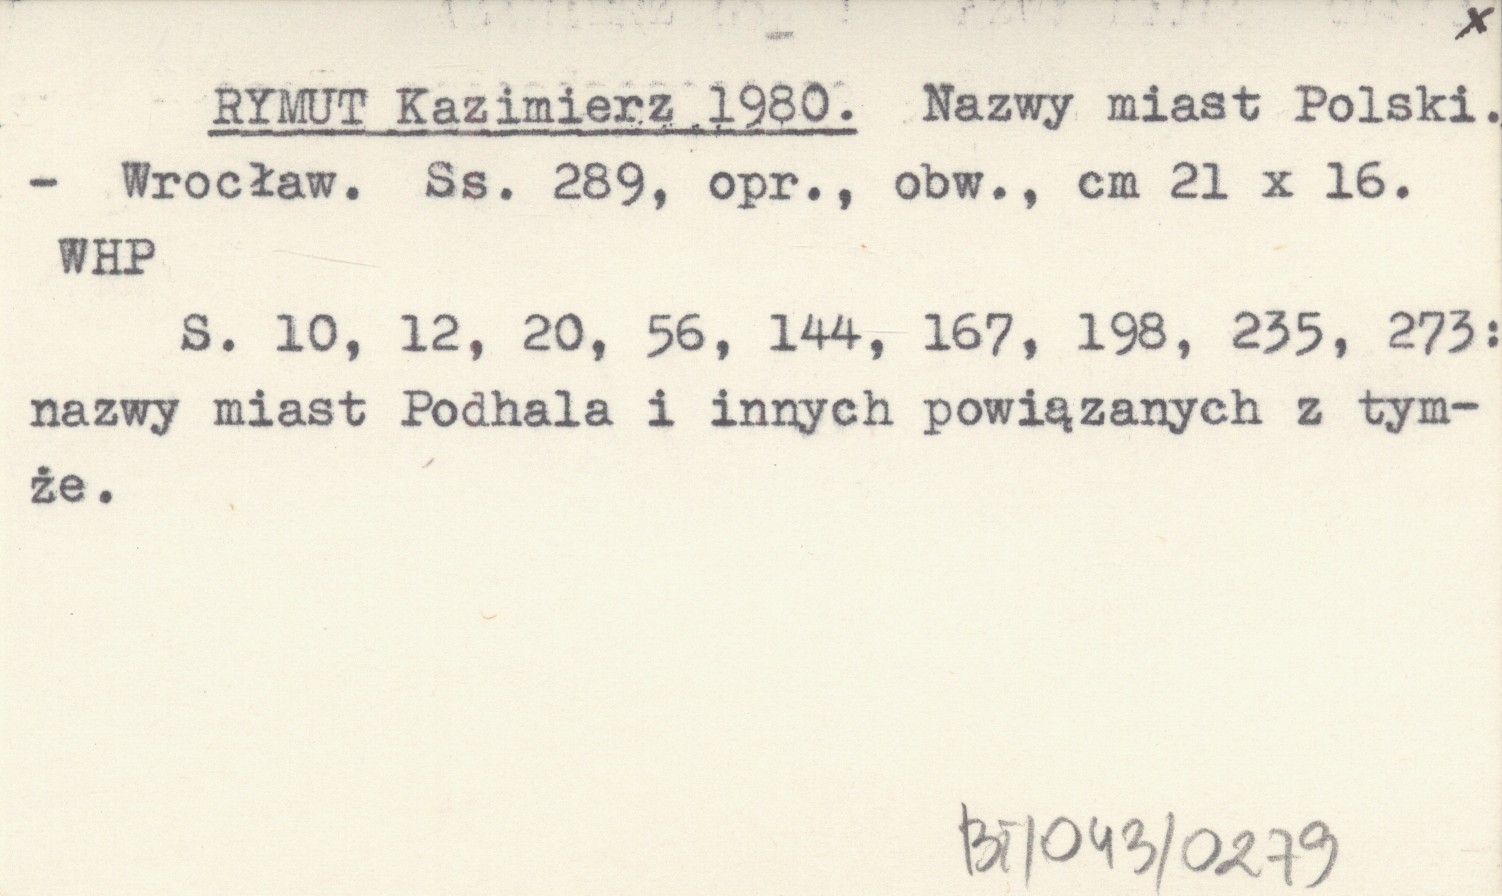 x
RYMUT Kazimierz 1980. Nazwy miast Polski.
- Wrocław. Ss. 289, opr., obw., cm 21 x 16.
WHP
S. 10, 12, 20, 56, 144, 167, 198, 235, 273:
nazwy miast Podhala i innych powiązanych z tym-
że.
BI/043/0279